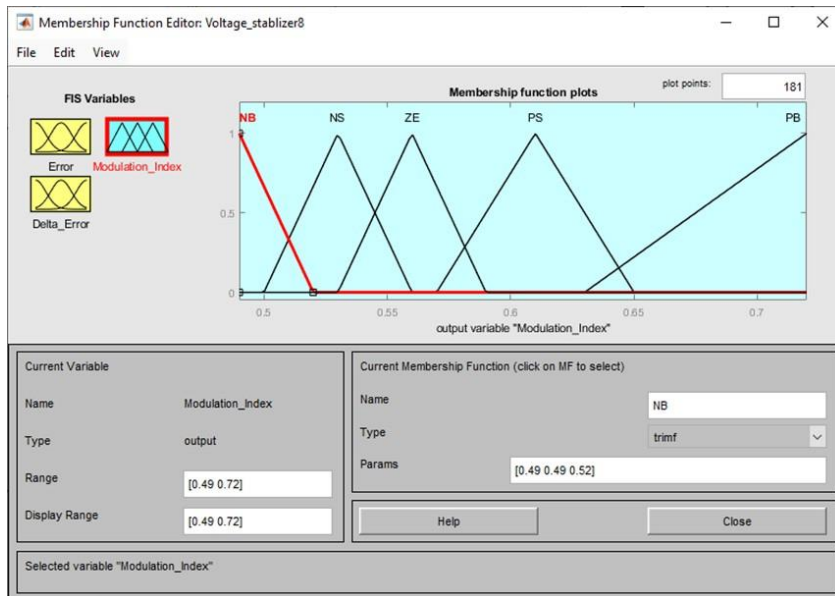 Membership Function Editor: Voltage_stablizer8
File Edit View
FIS Variables
Error
Modulation_Index
Delta_Error
Membership function plots
plot points:
181
NB NS ZE PS PB
1
0.5
0
0.5 0.55 0.6 0.65 0.7
output variable "Modulation_Index"
Current Variable
Name Modulation_Index
Type output
Range [0.49 0.72]
Display Range [0.49 0.72]
Current Membership Function (click on MF to select)
Name NB
Type trimf
Params [0.49 0.49 0.52]
Help Close
Selected variable "Modulation_Index"